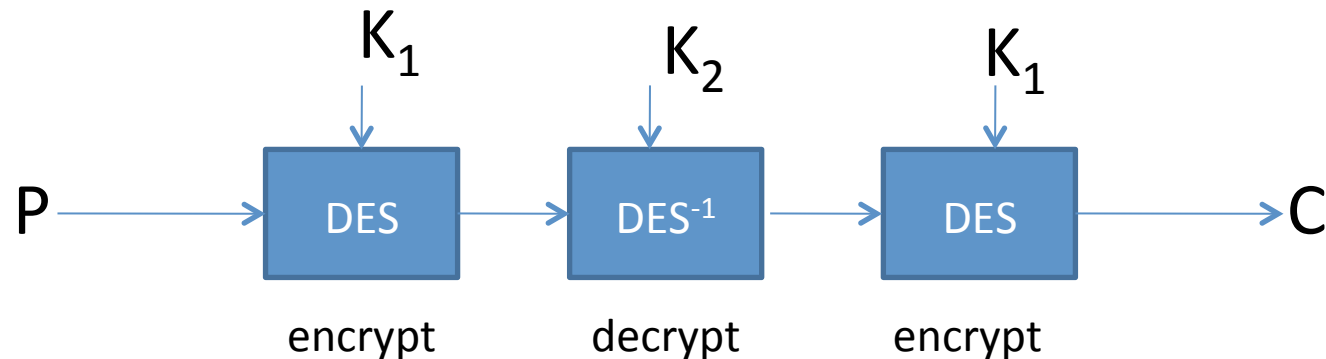 K₁ K₂ K₁
P DES DES⁻¹ DES C
encrypt decrypt encrypt